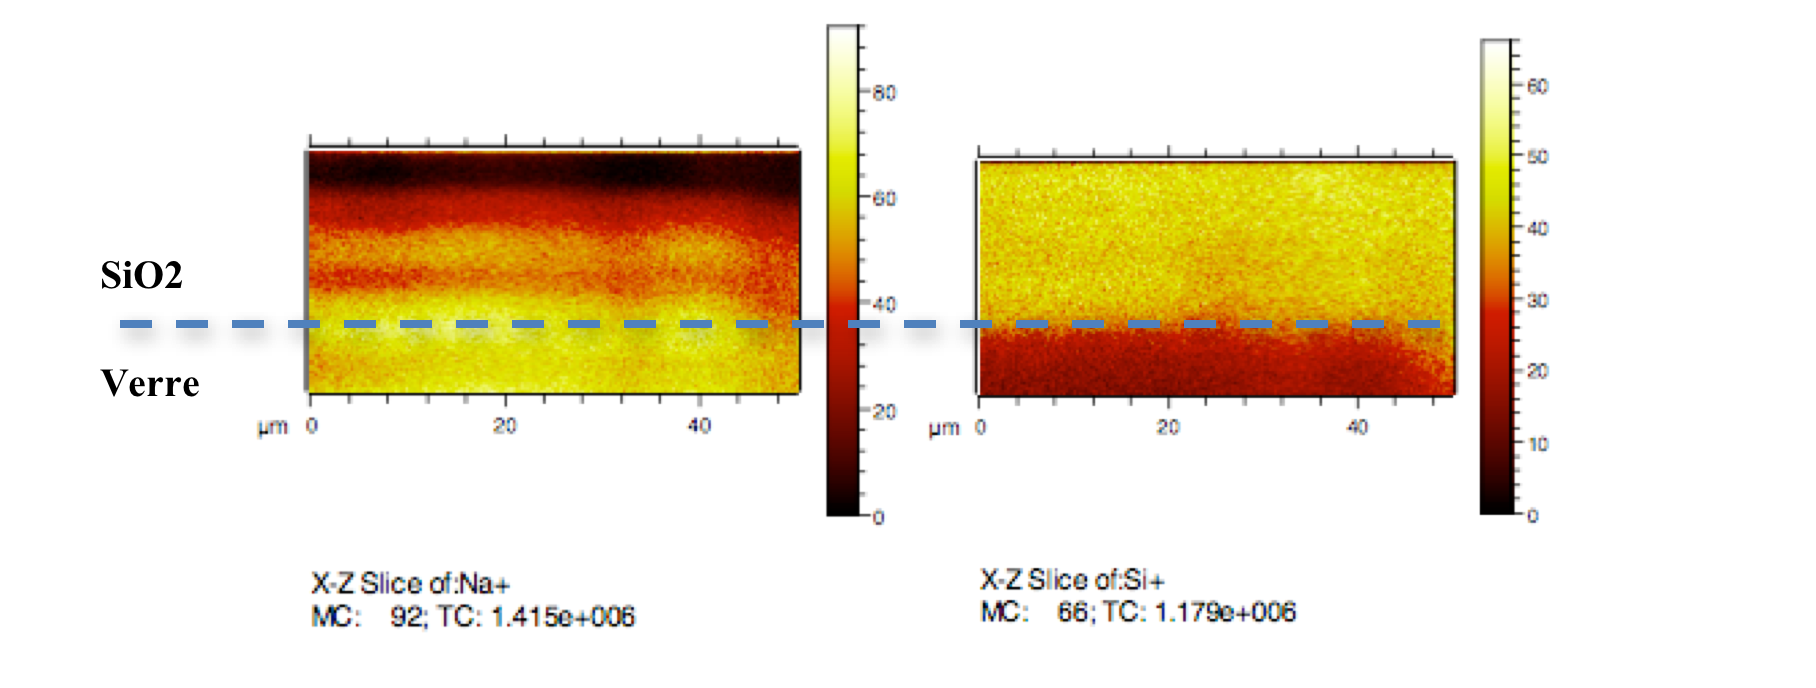 80
60
40
20
0
60
50
40
30
20
10
0
SiO2
Verre
µm 0 20 40
µm 0 20 40
X-Z Slice of:Na+
MC: 92; TC: 1.415e+006
X-Z Slice of:Si+
MC: 66; TC: 1.179e+006